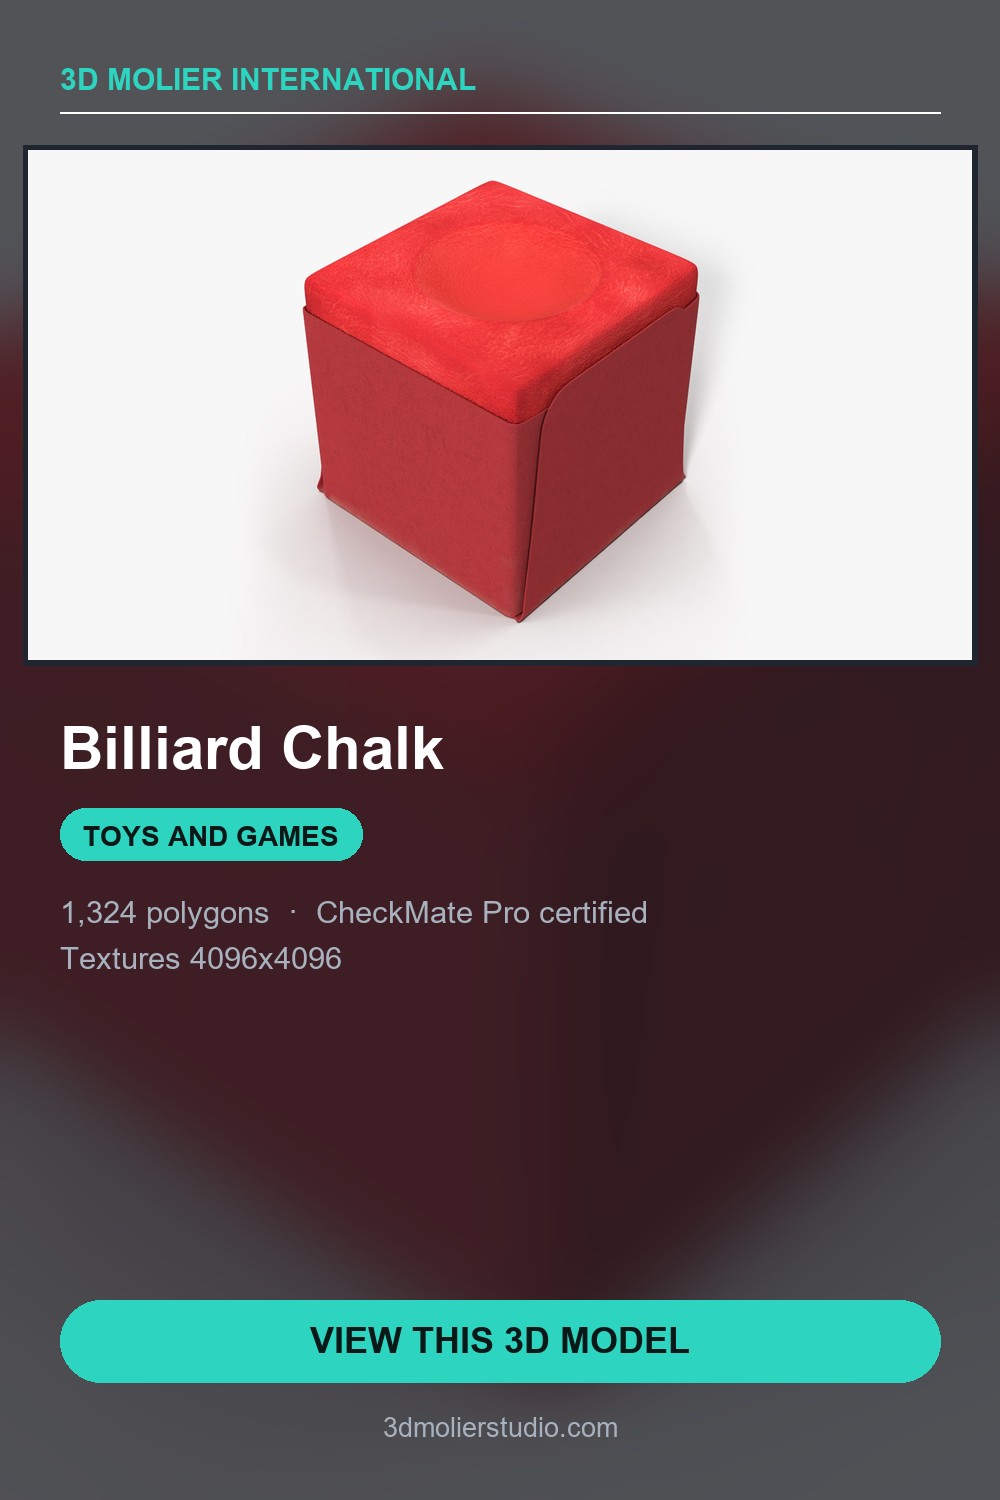 3D MOLIER INTERNATIONAL
Billiard Chalk
TOYS AND GAMES
1,324 polygons · CheckMate Pro certified
Textures 4096x4096
VIEW THIS 3D MODEL
3dmolierstudio.com